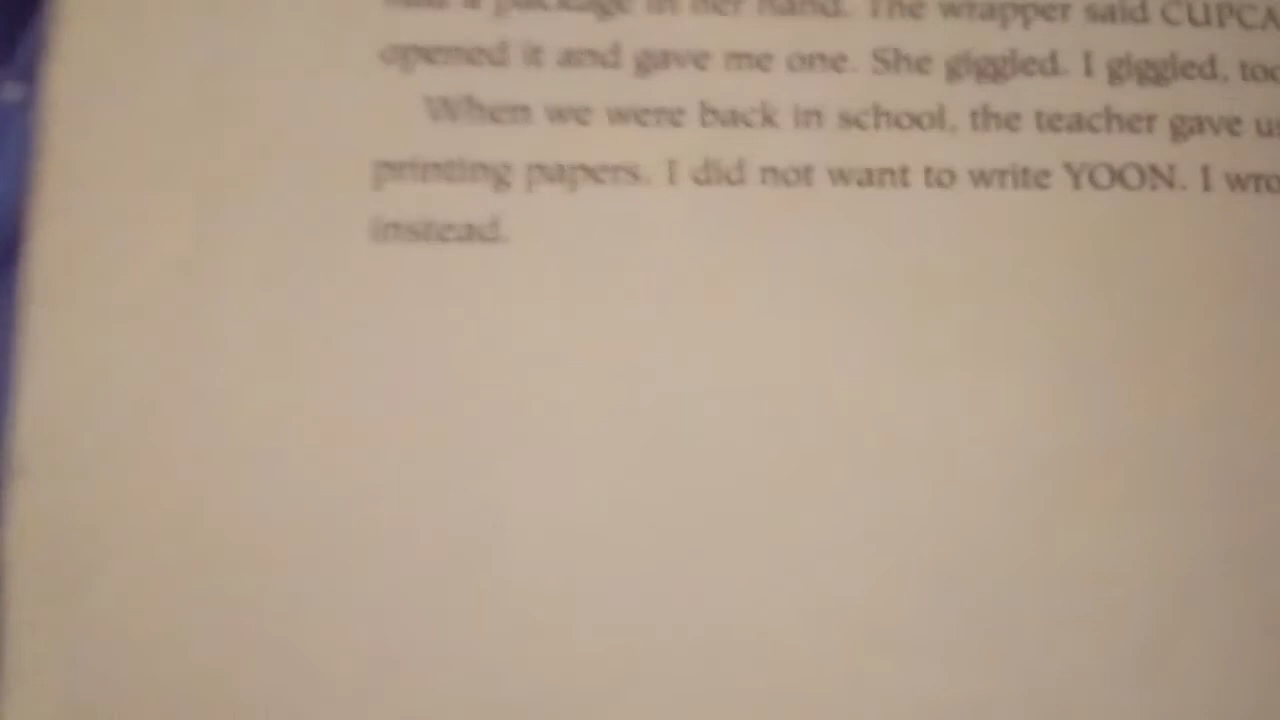 a package in her hand. The wrapper said CUPCA
opened it and gave me one. She giggled. I giggled, too
When we were back in school, the teacher gave us
printing papers. I did not want to write YOON. I wro
instead.